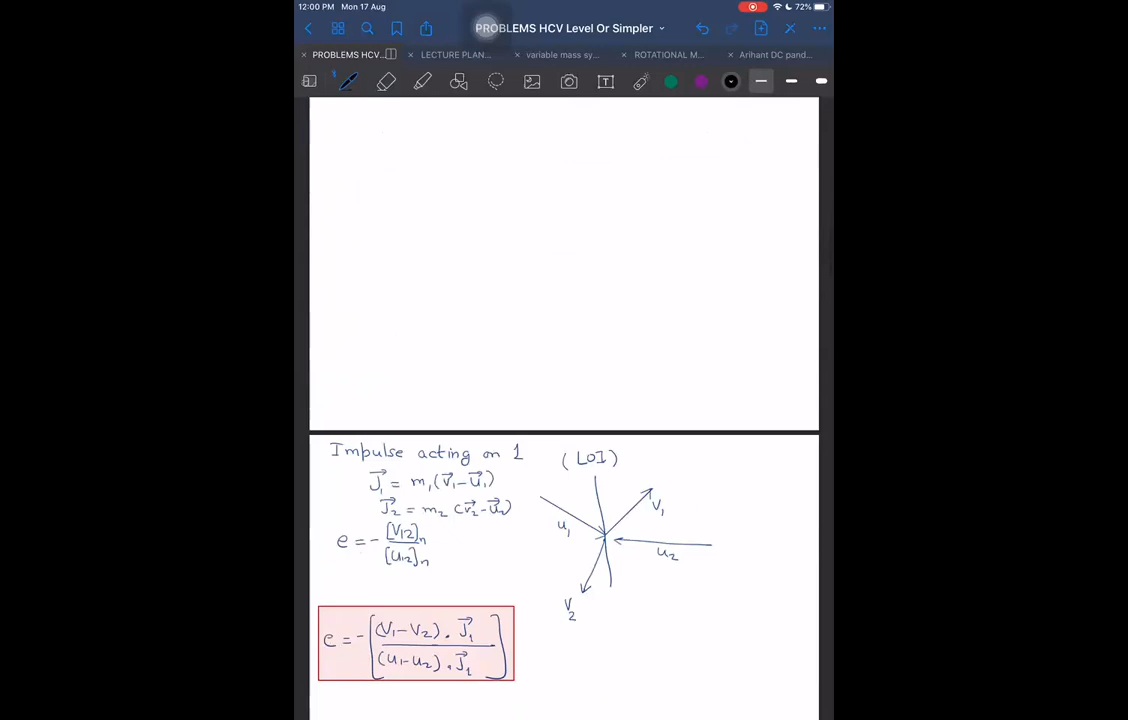 12:00 PM Mon 17 Aug
72%
PROBLEMS HCV Level Or Simpler
PROBLEMS HCV...
LECTURE PLAN...
variable mass sy...
ROTATIONAL M...
Arihant DC pand...
1
T
Impulse acting on 1
(LOI)
J⃗₁ = m₁(v⃗₁-u⃗₁)
J⃗₂ = m₂(v⃗₂-u⃗₂)
e = - [V₁₂]ₙ / [u₁₂]ₙ
u₁
V₁
u₂
V₂
e = - [ (V₁-V₂) . J⃗₁ / (u₁-u₂) . J⃗₁ ]